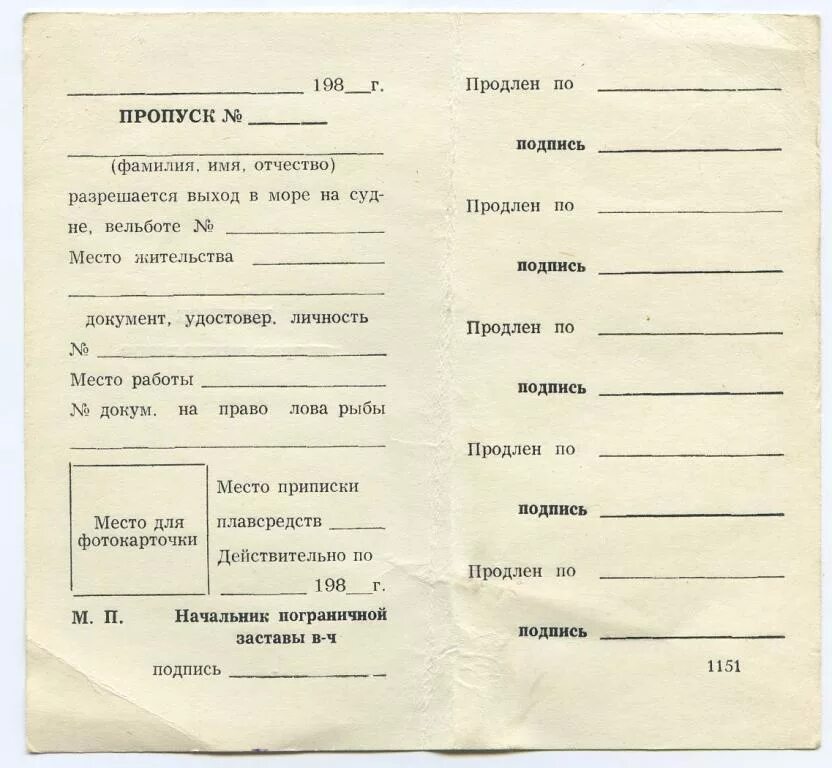 198 г.
ПРОПУСК №
(фамилия, имя, отчество)
разрешается выход в море на суд-
не, вельботе №
Место жительства
документ, удостовер. личность
№
Место работы
№ докум. на право лова рыбы
Место для
фотокарточки
Место приписки
плавсредств
Действительно по
198 г.
М. П. Начальник пограничной
заставы в-ч
подпись
Продлен по
подпись
Продлен по
подпись
Продлен по
подпись
Продлен по
подпись
Продлен по
подпись
1151